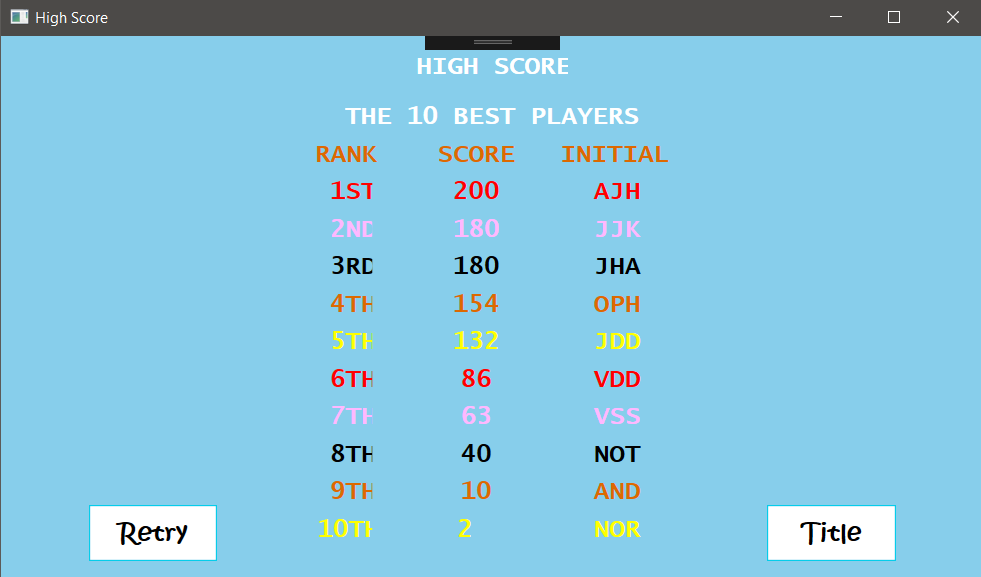 High Score
HIGH SCORE
THE 10 BEST PLAYERS
RANK SCORE INITIAL
1ST 200 AJH
2ND 180 JJK
3RD 180 JHA
4TH 154 OPH
5TH 132 JDD
6TH 86 VDD
7TH 63 VSS
8TH 40 NOT
9TH 10 AND
10TH 2 NOR
Retry Title